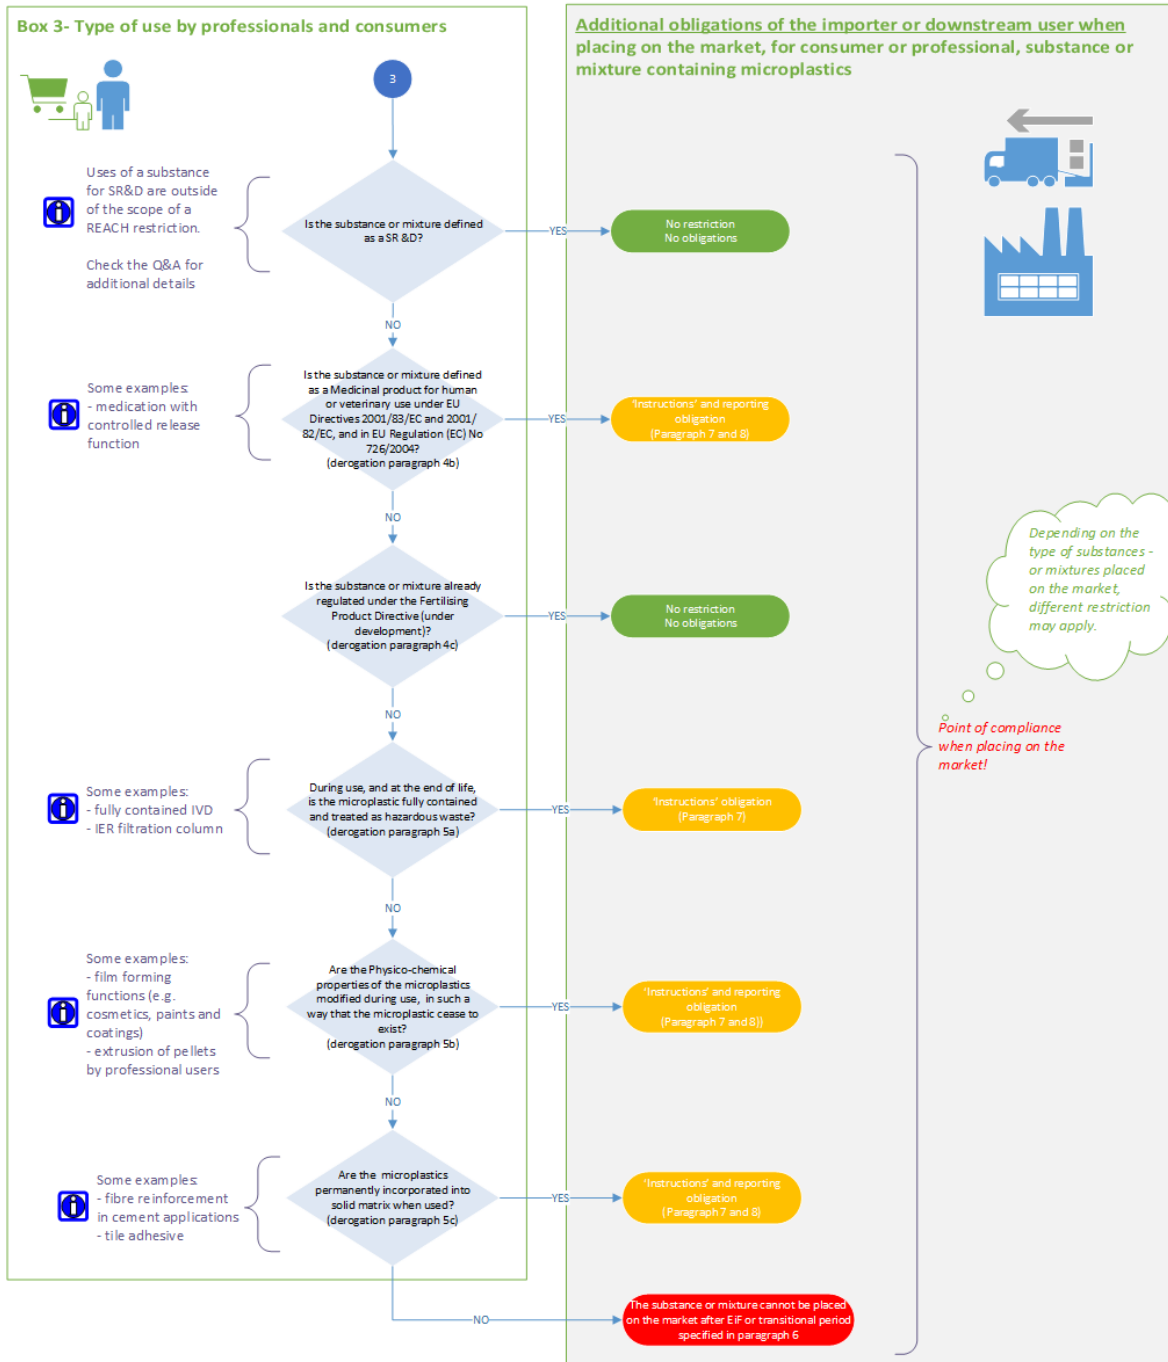 Box 3- Type of use by professionals and consumers
Additional obligations of the importer or downstream user when
placing on the market, for consumer or professional, substance or
mixture containing microplastics
3
Uses of a substance
for SR&D are outside
of the scope of a
REACH restriction.
Check the Q&A for
additional details
Is the substance or mixture defined
as a SR &D?
YES
No restriction
No obligations
NO
Some examples:
- medication with
controlled release
function
Is the substance or mixture defined
as a Medicinal product for human
or veterinary use under EU
Directives 2001/83/EC and 2001/
82/EC, and in EU Regulation (EC) No
726/2004?
(derogation paragraph 4b)
YES
'Instructions' and reporting
obligation
(Paragraph 7 and 8)
NO
Depending on the
type of substances -
or mixtures placed
on the market,
different restriction
may apply.
Is the substance or mixture already
regulated under the Fertilising
Product Directive (under
development)?
(derogation paragraph 4c)
YES
No restriction
No obligations
NO
Point of compliance
when placing on the
market!
Some examples:
- fully contained IVD
- IER filtration column
During use, and at the end of life,
is the microplastic fully contained
and treated as hazardous waste?
(derogation paragraph 5a)
YES
'Instructions' obligation
(Paragraph 7)
NO
Some examples:
- film forming
functions (e.g.
cosmetics, paints and
coatings)
- extrusion of pellets
by professional users
Are the Physico-chemical
properties of the microplastics
modified during use, in such a
way that the microplastic cease to
exist?
(derogation paragraph 5b)
YES
'Instructions' and reporting
obligation
(Paragraph 7 and 8))
NO
Some examples:
- fibre reinforcement
in cement applications
- tile adhesive
Are the microplastics
permanently incorporated into
solid matrix when used?
(derogation paragraph 5c)
YES
'Instructions' and reporting
obligation
(Paragraph 7 and 8)
NO
The substance or mixture cannot be placed
on the market after EiF or transitional period
specified in paragraph 6